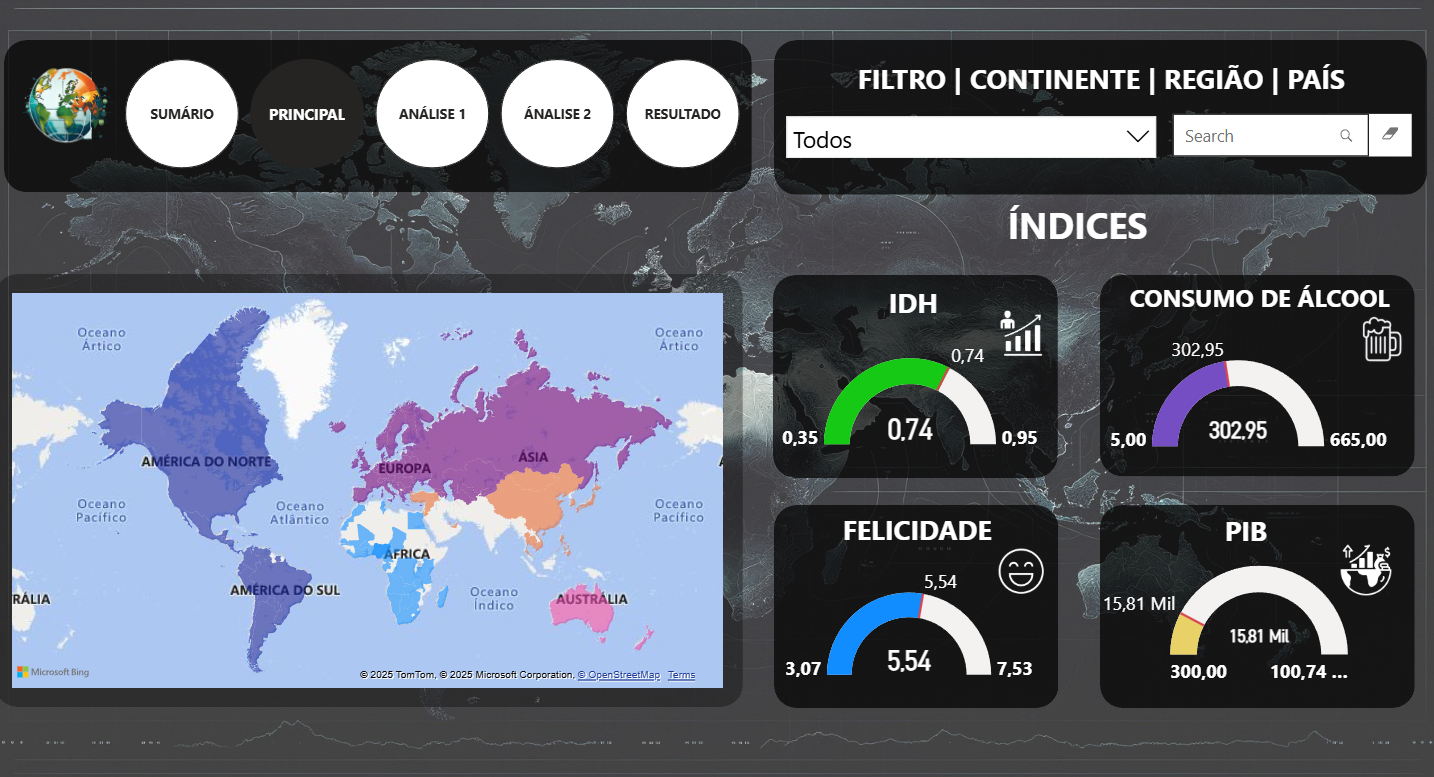 SUMÁRIO
PRINCIPAL
ANÁLISE 1
ÁNALISE 2
RESULTADO
FILTRO | CONTINENTE | REGIÃO | PAÍS
Todos
Search
ÍNDICES
Oceano
Ártico
Oceano
Ártico
AMÉRICA DO NORTE
EUROPA
ÁSIA
Oceano
Pacífico
Oceano
Atlântico
Oceano
Pacífico
ÁFRICA
AMÉRICA DO SUL
Oceano
Índico
RÁLIA
AUSTRÁLIA
Microsoft Bing
© 2025 TomTom, © 2025 Microsoft Corporation, © OpenStreetMap Terms
IDH
0,74
0,74
0,35
0,95
CONSUMO DE ÁLCOOL
302,95
302,95
5,00
665,00
FELICIDADE
5,54
5,54
3,07
7,53
PIB
15,81 Mil
15,81 Mil
300,00
100,74 ...